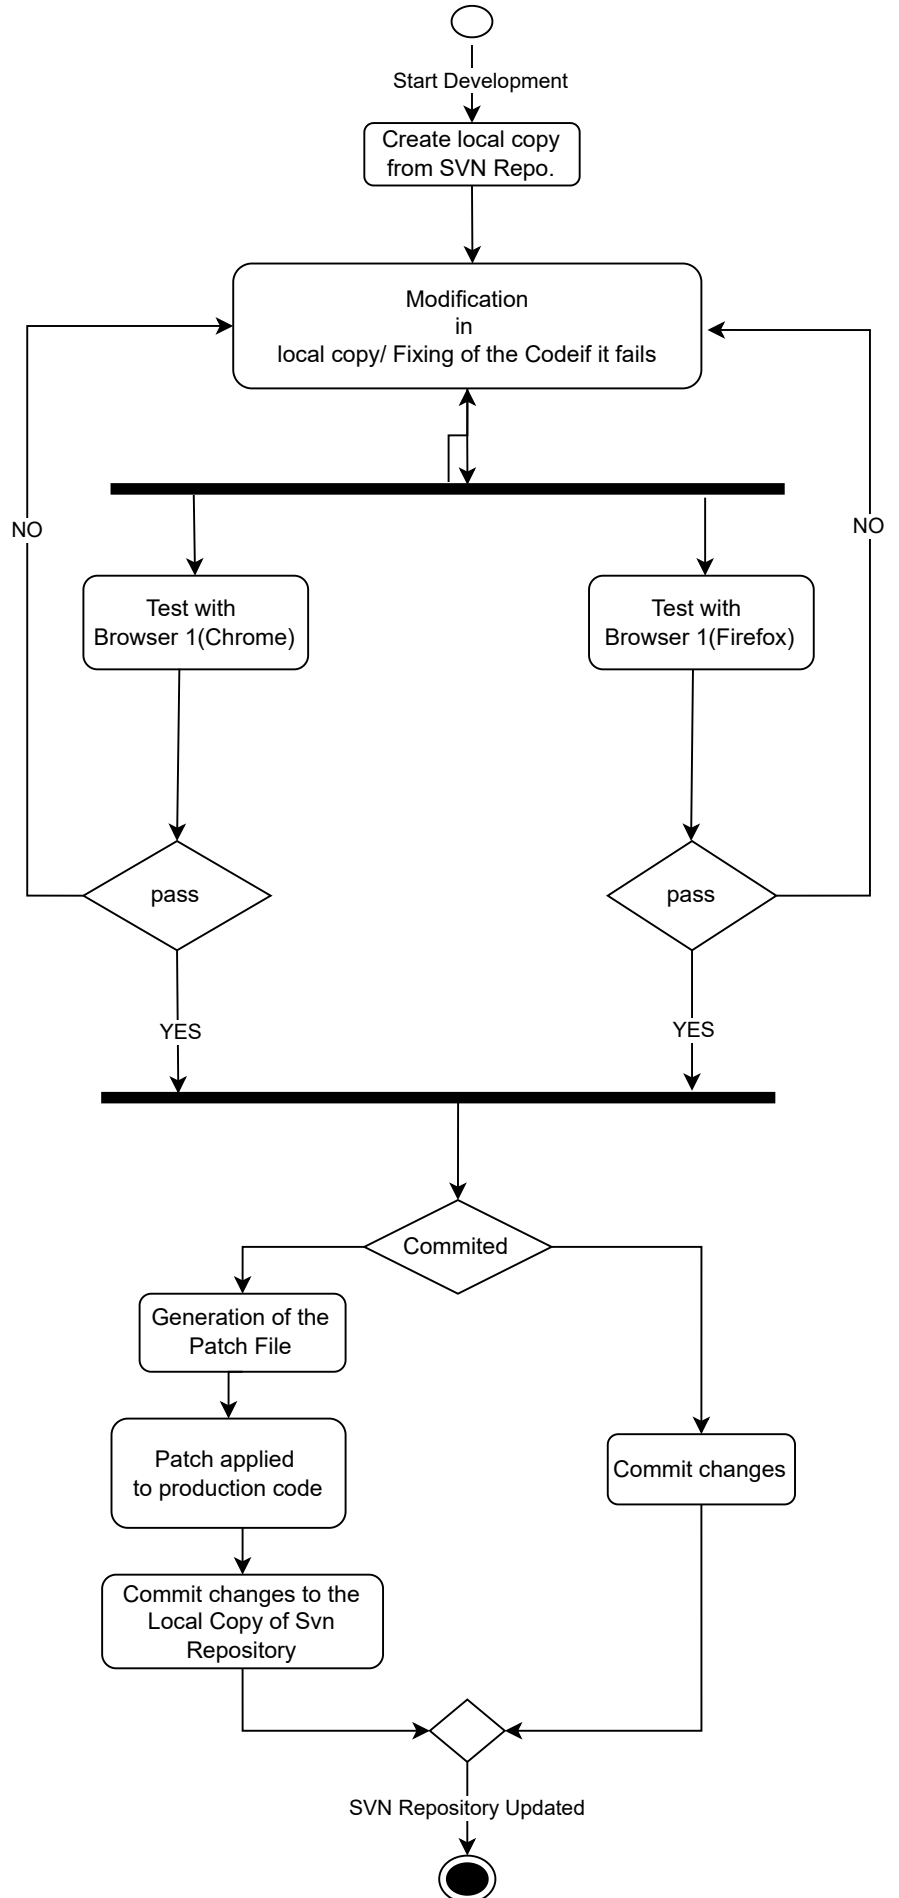 Start Development
Create local copy
from SVN Repo.
Modification
in
local copy/ Fixing of the Codeif it fails
NO
NO
Test with
Browser 1(Chrome)
Test with
Browser 1(Firefox)
pass
pass
YES
YES
Commited
Generation of the
Patch File
Patch applied
to production code
Commit changes
Commit changes to the
Local Copy of Svn
Repository
SVN Repository Updated